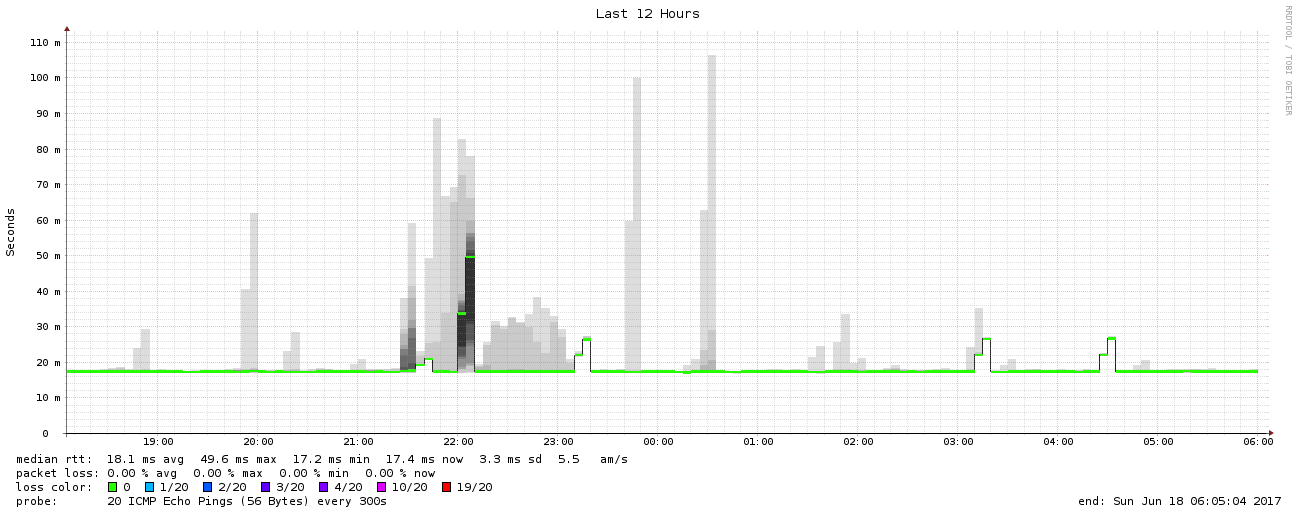 Last 12 Hours
RRDTOOL / TOBI OETIKER
Seconds
110 m
100 m
90 m
80 m
70 m
60 m
50 m
40 m
30 m
20 m
10 m
0
19:00 20:00 21:00 22:00 23:00 00:00 01:00 02:00 03:00 04:00 05:00 06:00
median rtt: 18.1 ms avg 49.6 ms max 17.2 ms min 17.4 ms now 3.3 ms sd 5.5 am/s
packet loss: 0.00 % avg 0.00 % max 0.00 % min 0.00 % now
loss color: 0 1/20 2/20 3/20 4/20 10/20 19/20
probe: 20 ICMP Echo Pings (56 Bytes) every 300s end: Sun Jun 18 06:05:04 2017